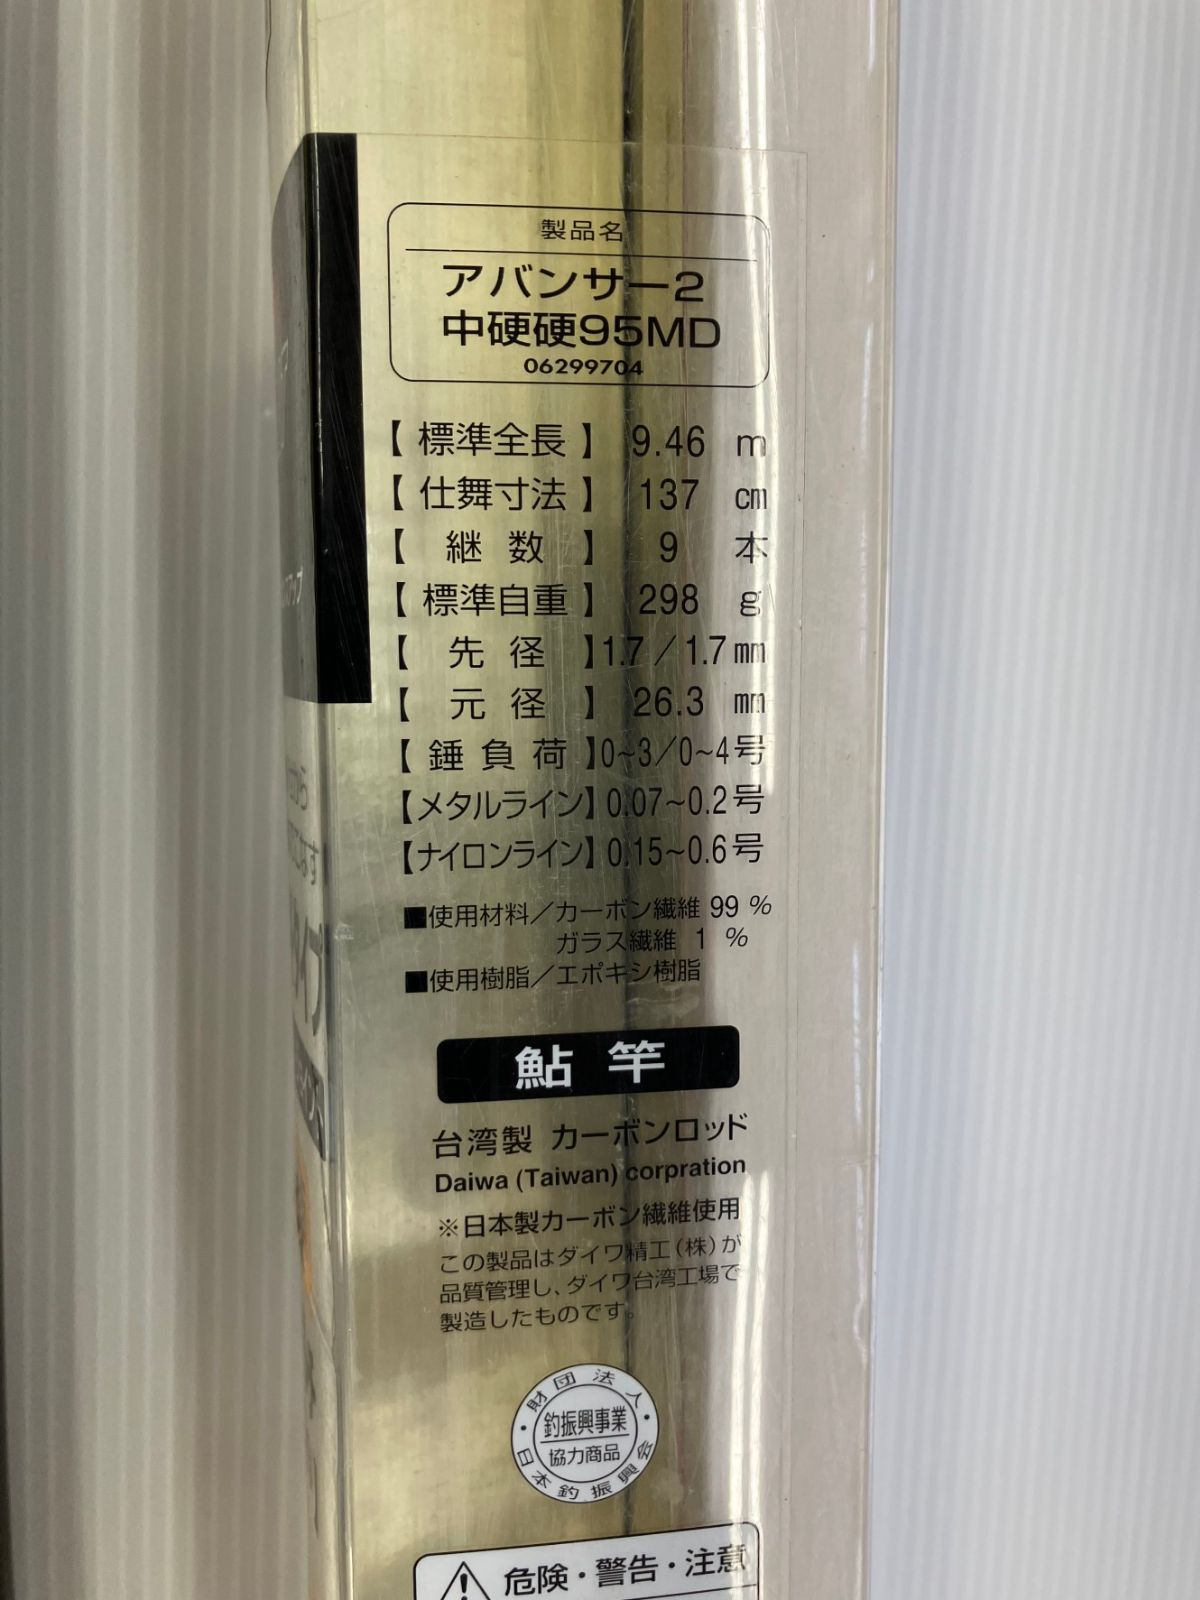 製品名
アバンサー2
中硬硬95MD
06299704
【標準全長】 9.46 m
【仕舞寸法】 137 cm
【継数】 9 本
【標準自重】 298 g
【先径】1.7/1.7mm
【元径】 26.3 mm
【錘負荷】0~3/0~4号
【メタルライン】0.07~0.2号
【ナイロンライン】0.15~0.6号
■使用材料/カーボン繊維 99 %
ガラス繊維 1 %
■使用樹脂/エポキシ樹脂
鮎竿
台湾製 カーボンロッド
Daiwa (Taiwan) corpration
※日本製カーボン繊維使用
この製品はダイワ精工(株)が
品質管理し、ダイワ台湾工場で
製造したものです。
・財団法人・
釣振興事業
協力商品
日本釣振興会
危険・警告・注意